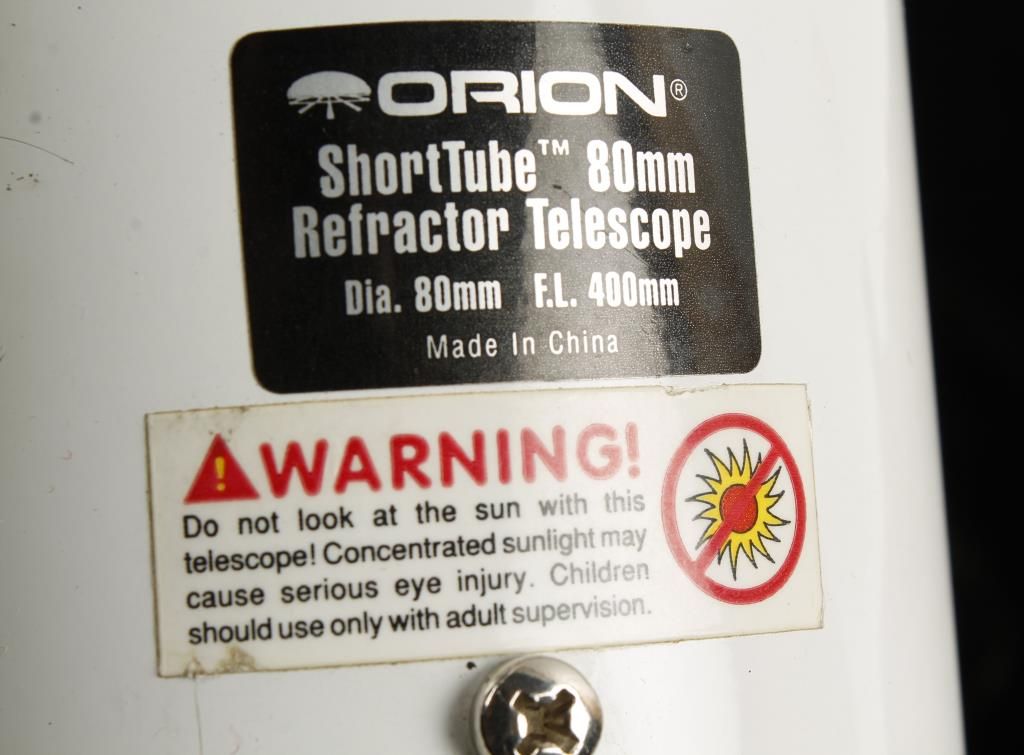 ORION®
ShortTube™ 80mm
Refractor Telescope
Dia. 80mm F.L. 400mm
Made In China
WARNING!
Do not look at the sun with this
telescope! Concentrated sunlight may
cause serious eye injury. Children
should use only with adult supervision.